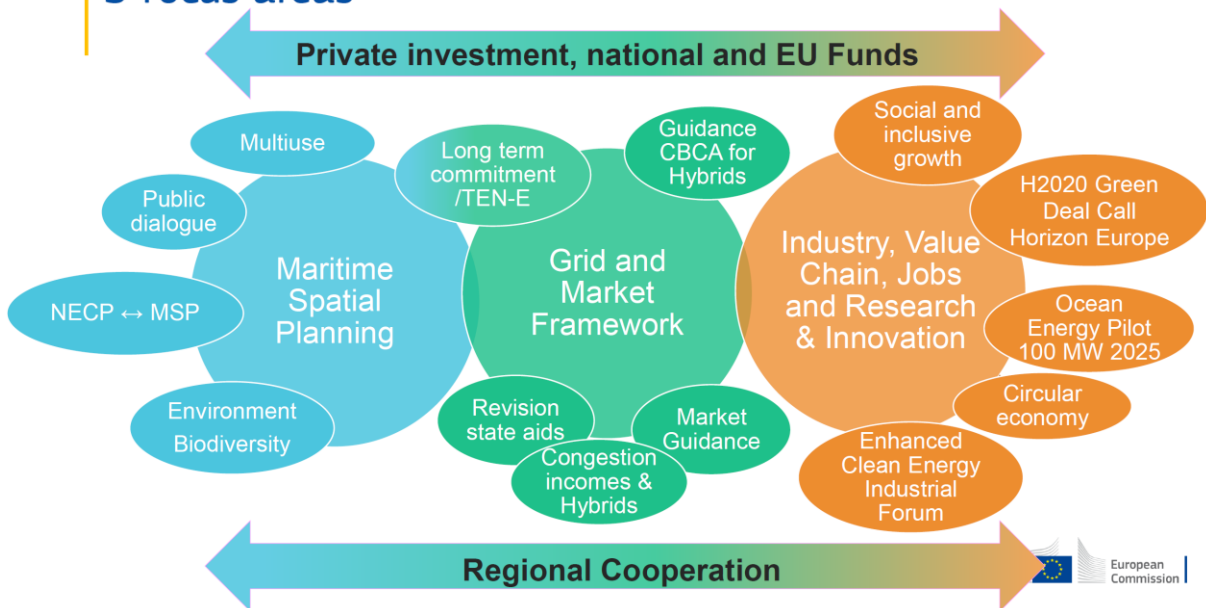 3 focus areas
Private investment, national and EU Funds
Multiuse
Public
dialogue
NECP ↔ MSP
Environment
Biodiversity
Maritime
Spatial
Planning
Long term
commitment
/TEN-E
Guidance
CBCA for
Hybrids
Grid and
Market
Framework
Revision
state aids
Congestion
incomes &
Hybrids
Market
Guidance
Social and
inclusive
growth
Industry, Value
Chain, Jobs
and Research
& Innovation
H2020 Green
Deal Call
Horizon Europe
Ocean
Energy Pilot
100 MW 2025
Circular
economy
Enhanced
Clean Energy
Industrial
Forum
Regional Cooperation
European
Commission